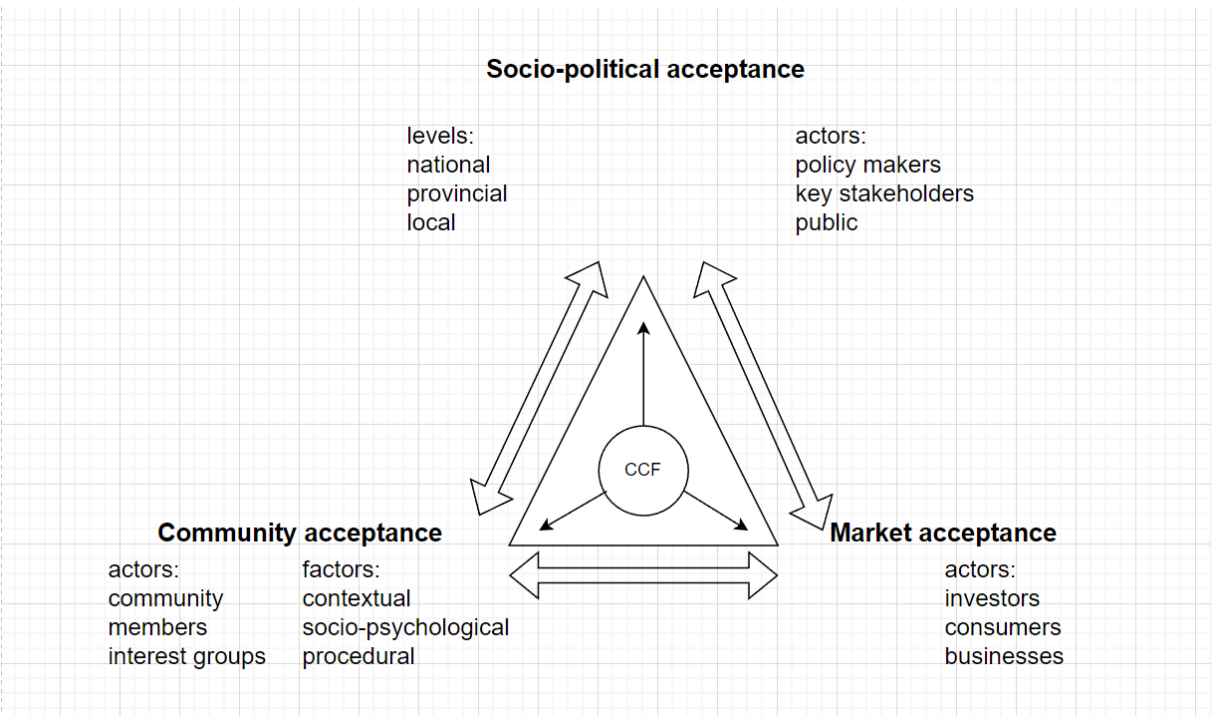 Socio-political acceptance
levels:
national
provincial
local
actors:
policy makers
key stakeholders
public
CCF
Community acceptance
actors:
community
members
interest groups
factors:
contextual
socio-psychological
procedural
Market acceptance
actors:
investors
consumers
businesses